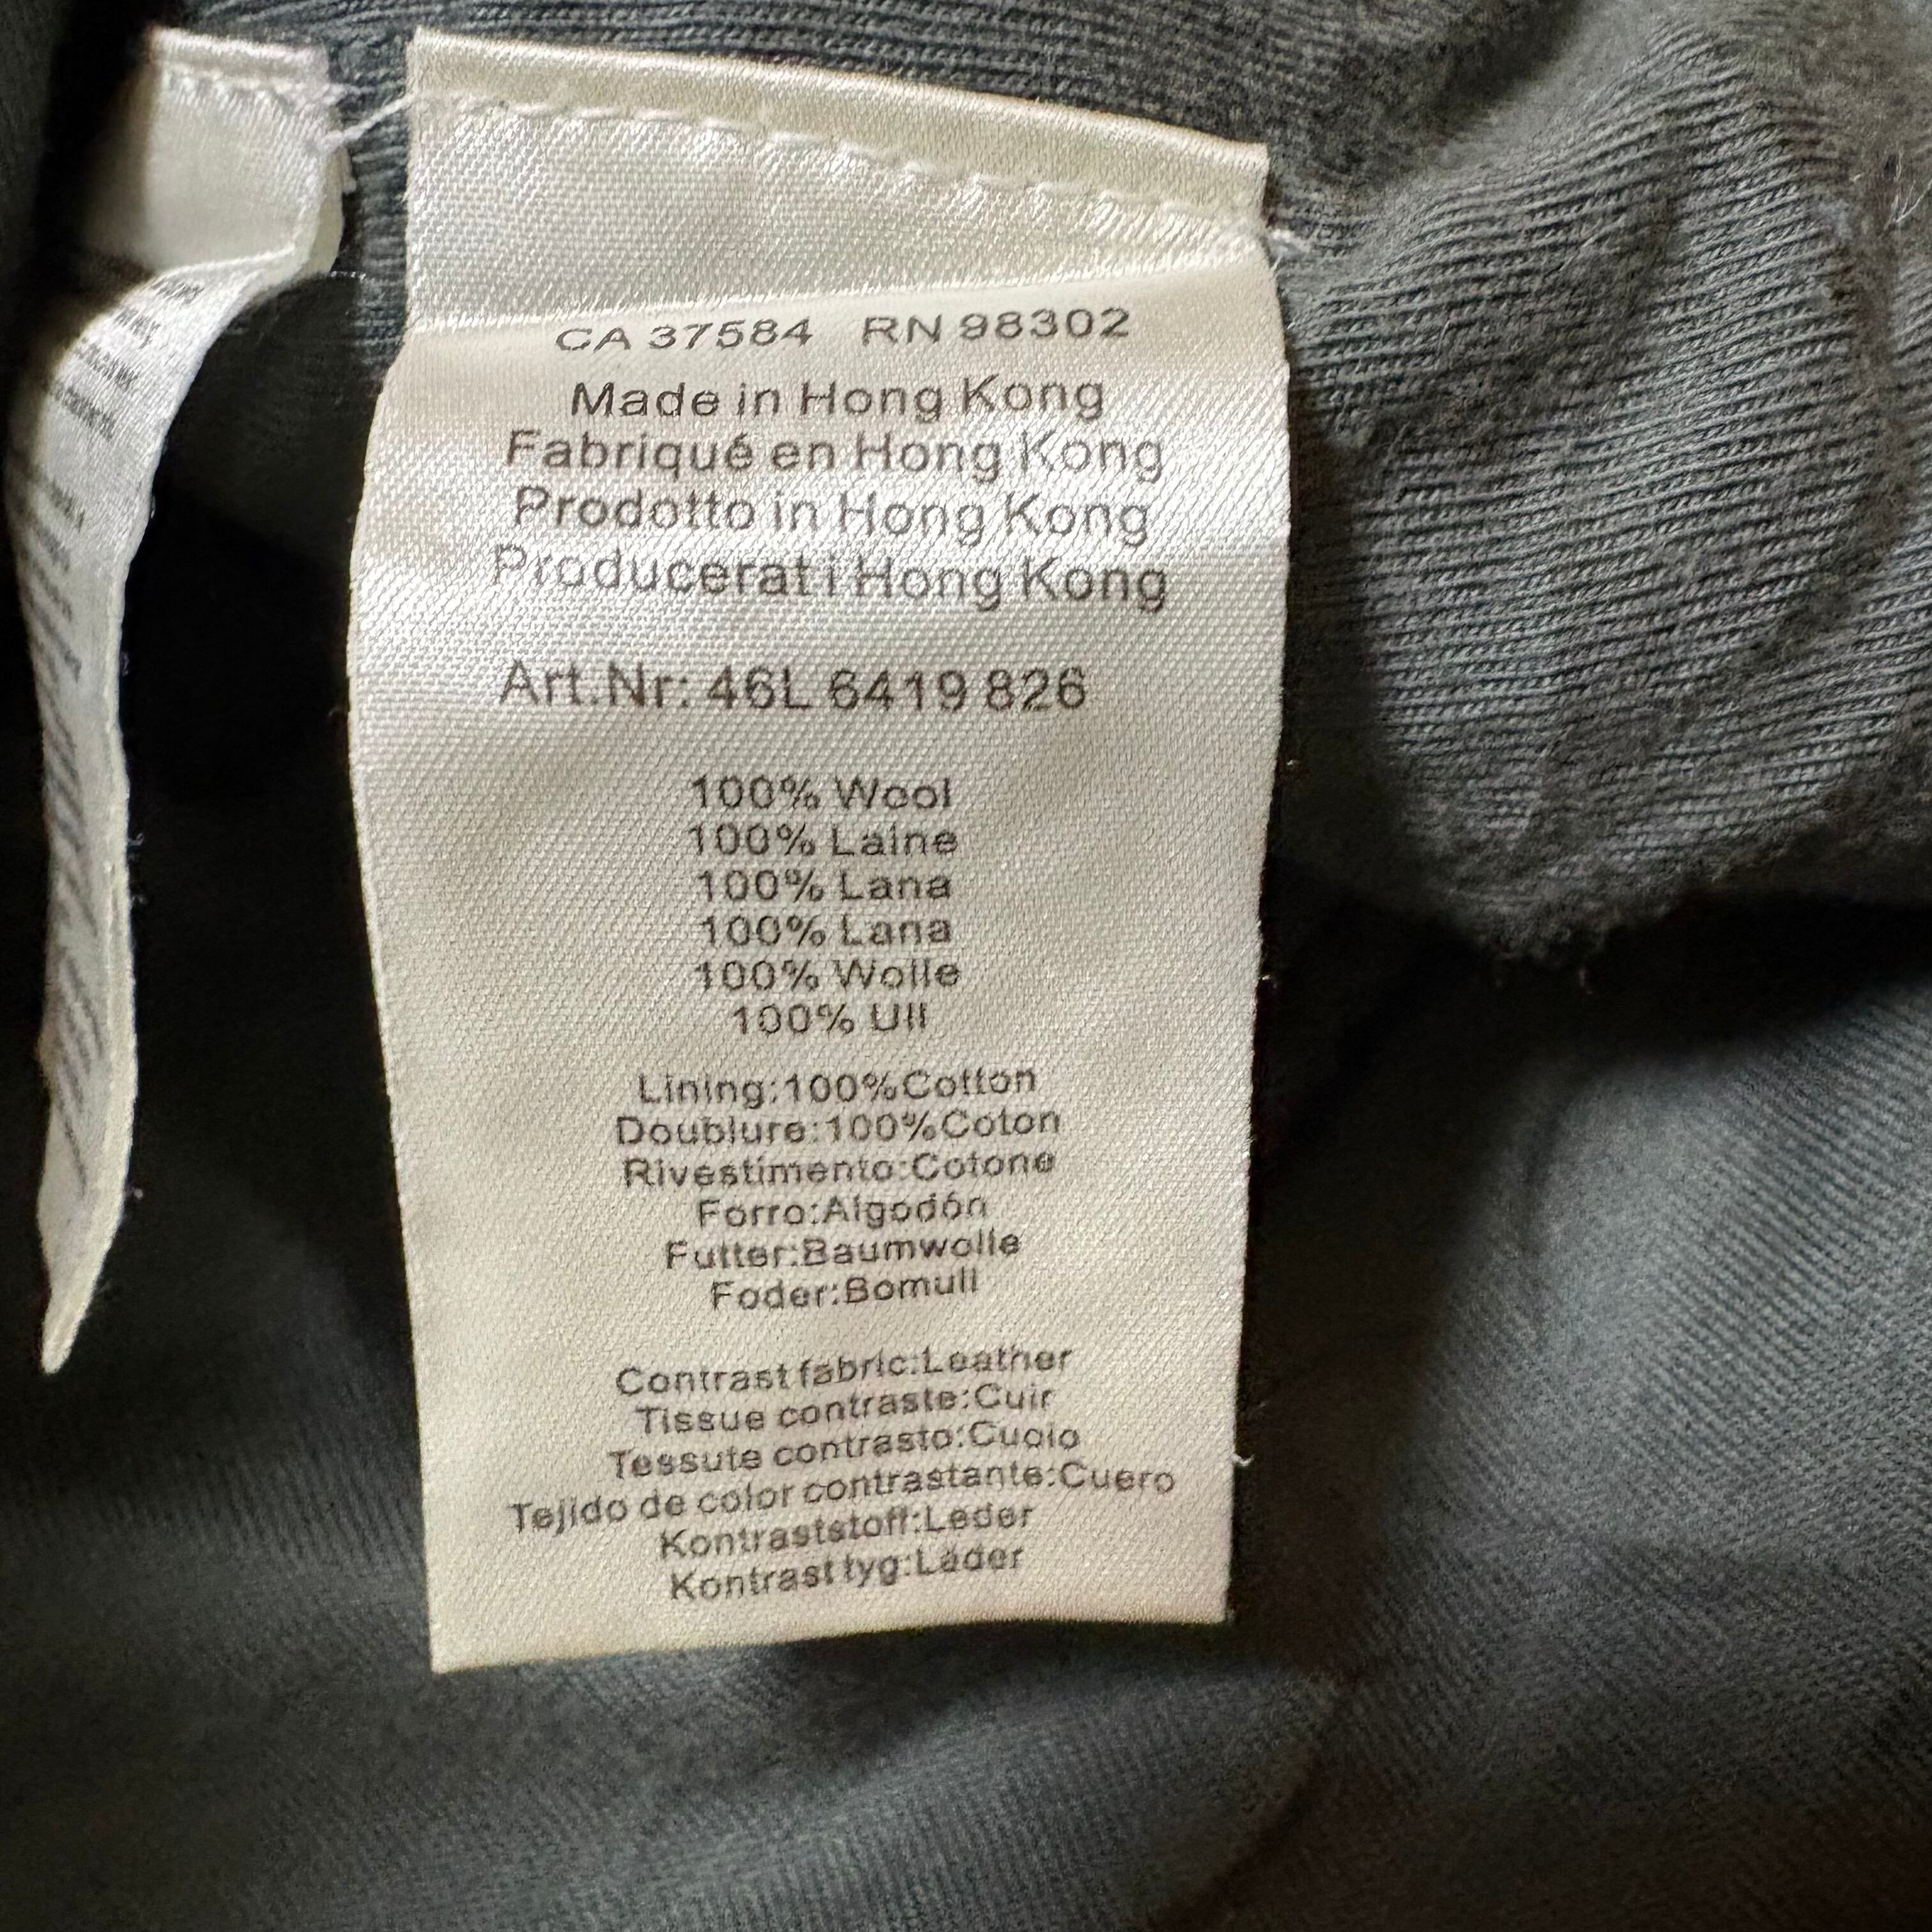 CA 37584 RN 98302
Made in Hong Kong
Fabriqué en Hong Kong
Prodotto in Hong Kong
Producerat i Hong Kong
Art.Nr: 46L 6419 826
100% Wool
100% Laine
100% Lana
100% Lana
100% Wolle
100% Ull
Lining:100%Cotton
Doublure:100%Coton
Rivestimento:Cotone
Forro:Algodón
Futter:Baumwolle
Foder:Bomull
Contrast fabric:Leather
Tissue contraste:Cuir
Tessute contrasto:Cuoio
Tejido de color contrastante:Cuero
Kontraststoff:Leder
Kontrast tyg:Läder